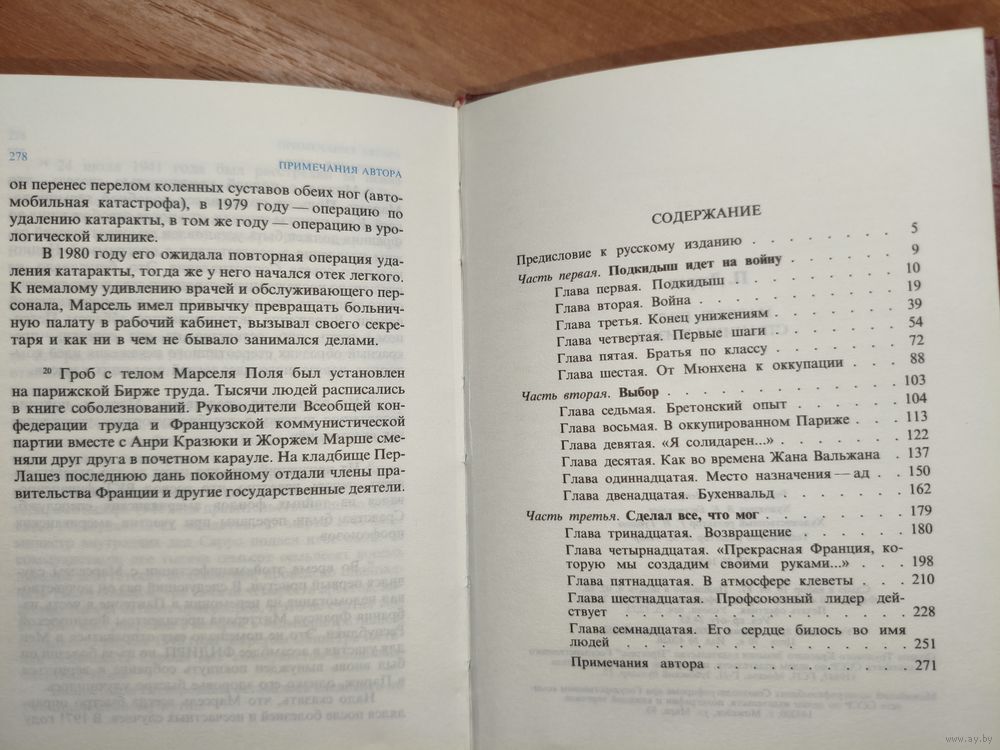 278
ПРИМЕЧАНИЯ АВТОРА
он перенес перелом коленных суставов обеих ног (авто-
мобильная катастрофа), в 1979 году — операцию по
удалению катаракты, в том же году — операцию в уро-
логической клинике.
В 1980 году его ожидала повторная операция уда-
ления катаракты, тогда же у него начался отек легкого.
К немалому удивлению врачей и обслуживающего пер-
сонала, Марсель имел привычку превращать больнич-
ную палату в рабочий кабинет, вызывал своего секре-
таря и как ни в чем не бывало занимался делами.
20 Гроб с телом Марселя Поля был установлен
на парижской Бирже труда. Тысячи людей расписались
в книге соболезнований. Руководители Всеобщей кон-
федерации труда и Французской коммунистической
партии вместе с Анри Кразюки и Жоржем Марше сме-
няли друг друга в почетном карауле. На кладбище Пер-
Лашез последнюю дань покойному отдали члены пра-
вительства Франции и другие государственные деятели.
СОДЕРЖАНИЕ
Предисловие к русскому изданию . . . . . . . . 5
Часть первая. Подкидыш идет на войну . . . . . . 9
Глава первая. Подкидыш . . . . . . . . . 10
Глава вторая. Война . . . . . . . . . . 19
Глава третья. Конец унижениям . . . . . . . 39
Глава четвертая. Первые шаги . . . . . . . 54
Глава пятая. Братья по классу . . . . . . . 72
Глава шестая. От Мюнхена к оккупации . . . . 88
Часть вторая. Выбор . . . . . . . . . . . 103
Глава седьмая. Бретонский опыт . . . . . . 104
Глава восьмая. В оккупированном Париже . . . 113
Глава девятая. «Я солидарен...» . . . . . . . 122
Глава десятая. Как во времена Жана Вальжана . 137
Глава одиннадцатая. Место назначения — ад . . 150
Глава двенадцатая. Бухенвальд . . . . . . . 162
Часть третья. Сделал все, что мог . . . . . . . . 179
Глава тринадцатая. Возвращение . . . . . . 180
Глава четырнадцатая. «Прекрасная Франция, ко-
торую мы создадим своими руками...» . . . . 198
Глава пятнадцатая. В атмосфере клеветы . . . 210
Глава шестнадцатая. Профсоюзный лидер дей-
ствует . . . . . . . . . . . . . . 228
Глава семнадцатая. Его сердце билось во имя
людей . . . . . . . . . . . . . . 251
Примечания автора . . . . . . . . . . . 271
www.ay.by